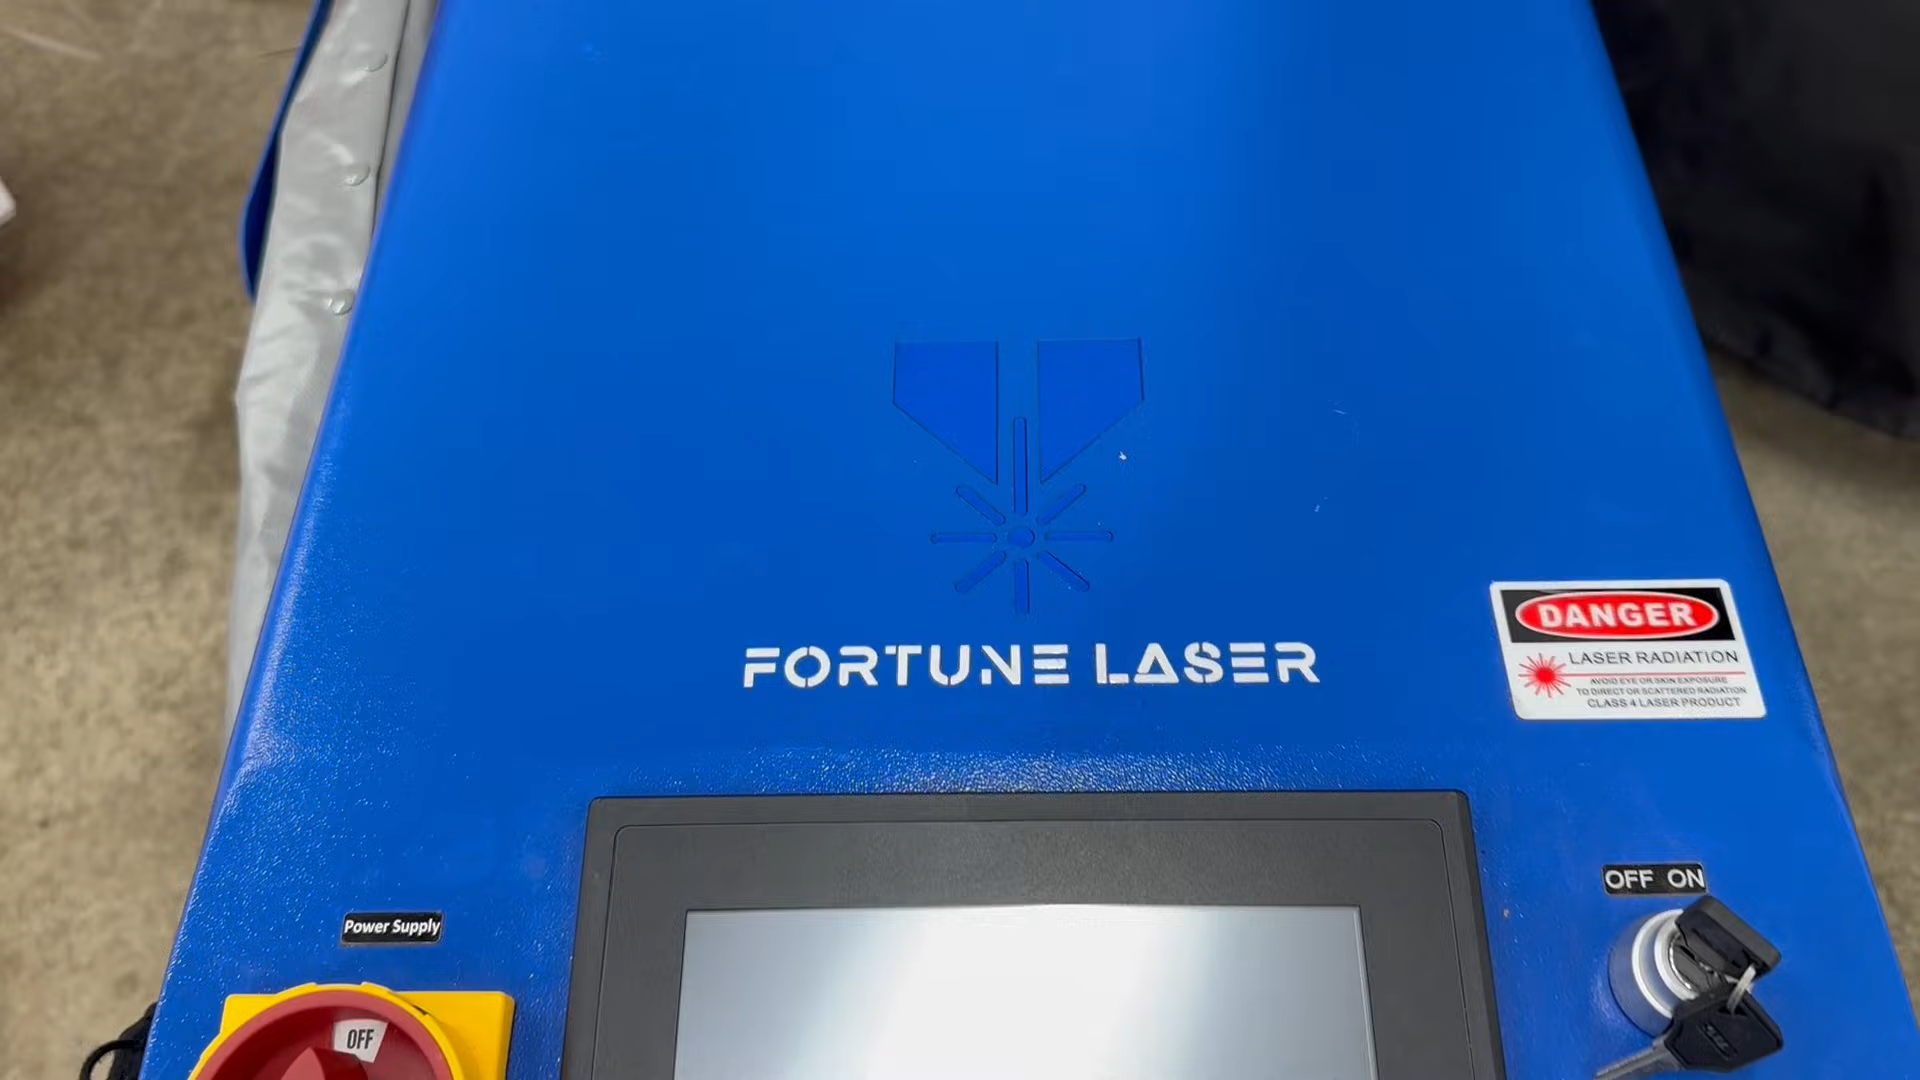 FORTUNE LASER
DANGER
LASER RADIATION
AVOID EYE OR SKIN EXPOSURE
TO DIRECT OR SCATTERED RADIATION
CLASS 4 LASER PRODUCT
OFF ON
Power Supply
OFF